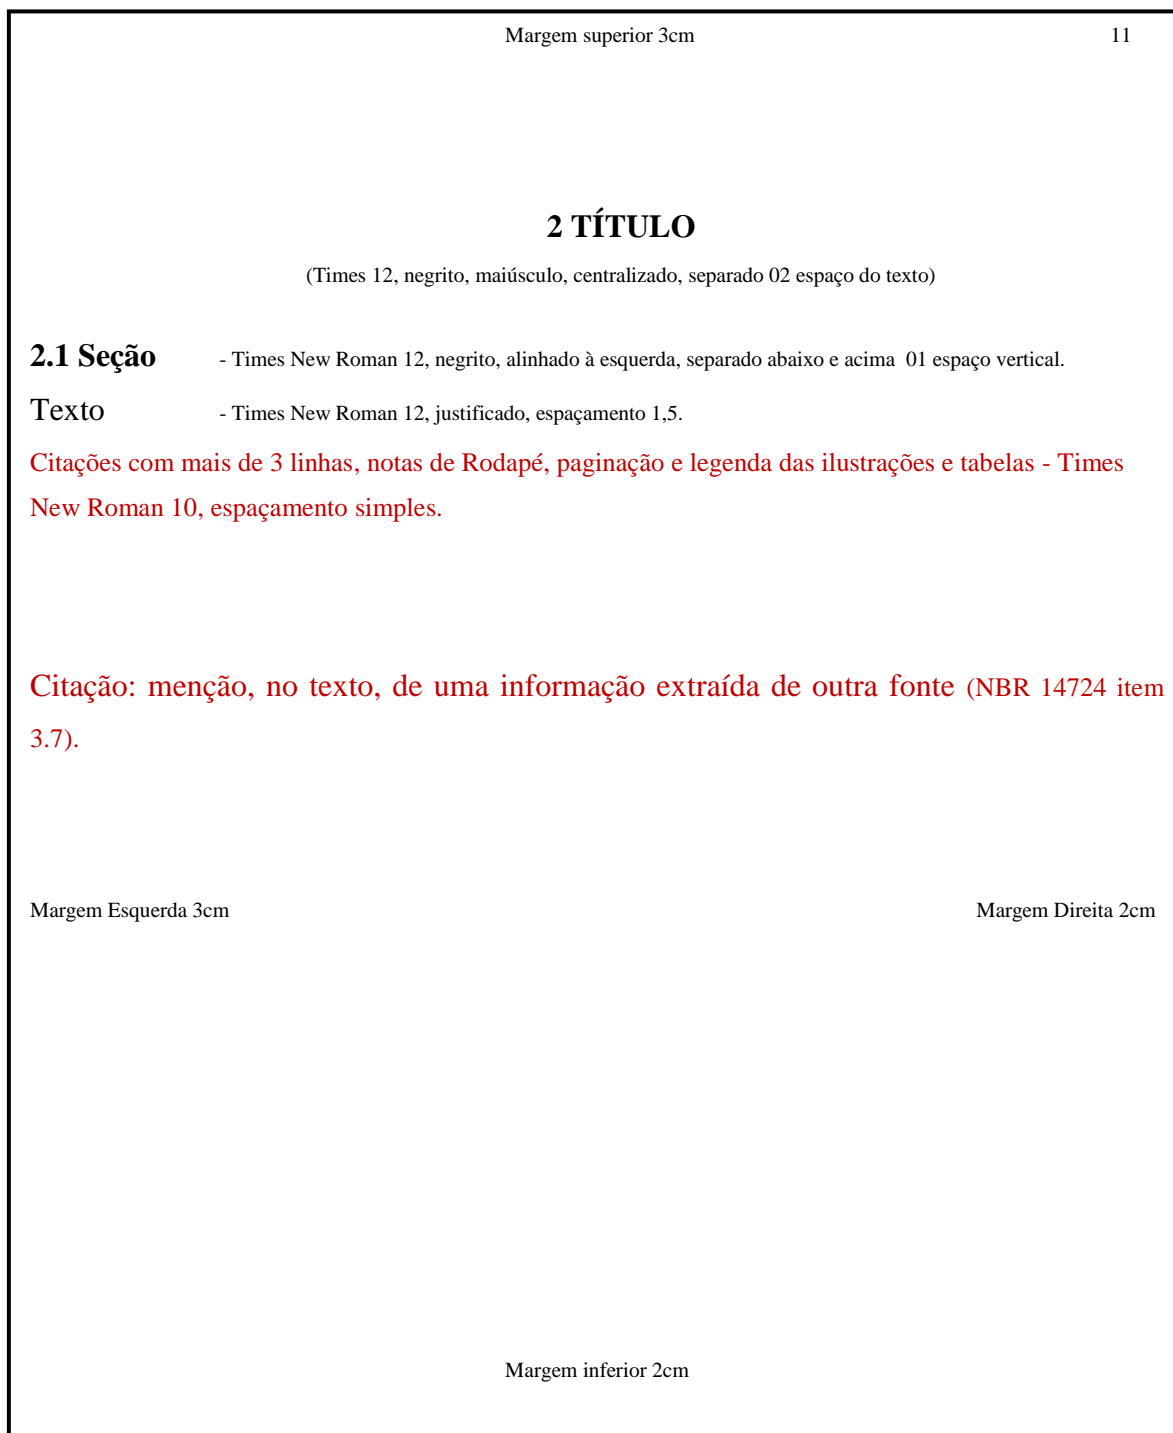 Margem superior 3cm 11
2 TÍTULO
(Times 12, negrito, maiúsculo, centralizado, separado 02 espaço do texto)
2.1 Seção - Times New Roman 12, negrito, alinhado à esquerda, separado abaixo e acima  01 espaço vertical.
Texto - Times New Roman 12, justificado, espaçamento 1,5.
Citações com mais de 3 linhas, notas de Rodapé, paginação e legenda das ilustrações e tabelas - Times
New Roman 10, espaçamento simples.
Citação: menção, no texto, de uma informação extraída de outra fonte (NBR 14724 item
3.7).
Margem Esquerda 3cm Margem Direita 2cm
Margem inferior 2cm